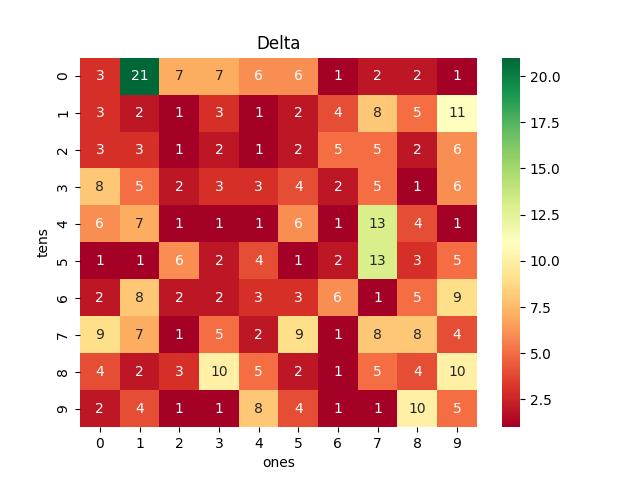 Delta
0 3 21 7 7 6 6 1 2 2 1
1 3 2 1 3 1 2 4 8 5 11
2 3 3 1 2 1 2 5 5 2 6
3 8 5 2 3 3 4 2 5 1 6
4 6 7 1 1 1 6 1 13 4 1
5 1 1 6 2 4 1 2 13 3 5
6 2 8 2 2 3 3 6 1 5 9
7 9 7 1 5 2 9 1 8 8 4
8 4 2 3 10 5 2 1 5 4 10
9 2 4 1 1 8 4 1 1 10 5
0 1 2 3 4 5 6 7 8 9
ones
tens
20.0
17.5
15.0
12.5
10.0
7.5
5.0
2.5